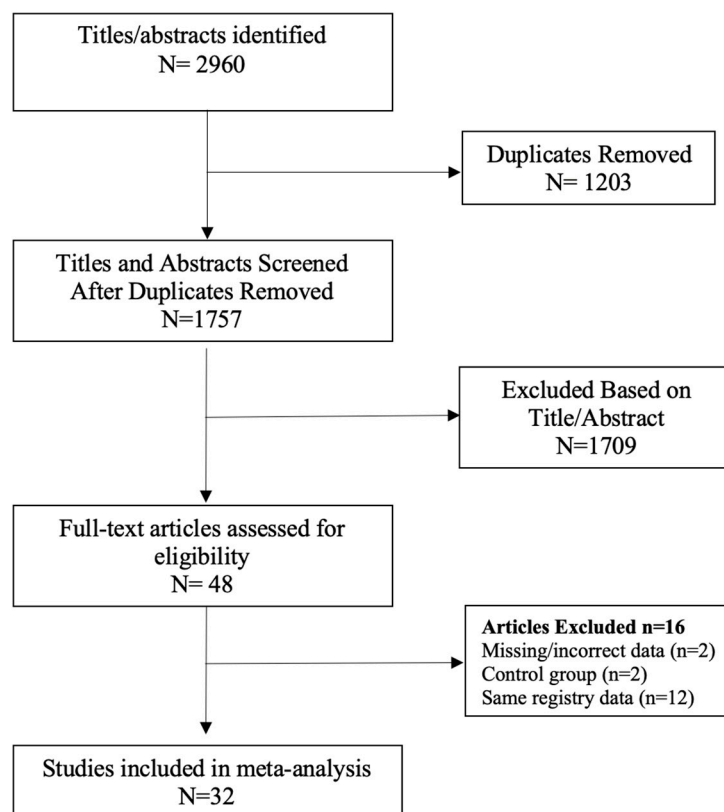 Titles/abstracts identified
N= 2960
Duplicates Removed
N= 1203
Titles and Abstracts Screened
After Duplicates Removed
N=1757
Excluded Based on
Title/Abstract
N=1709
Full-text articles assessed for
eligibility
N= 48
Articles Excluded n=16
Missing/incorrect data (n=2)
Control group (n=2)
Same registry data (n=12)
Studies included in meta-analysis
N=32